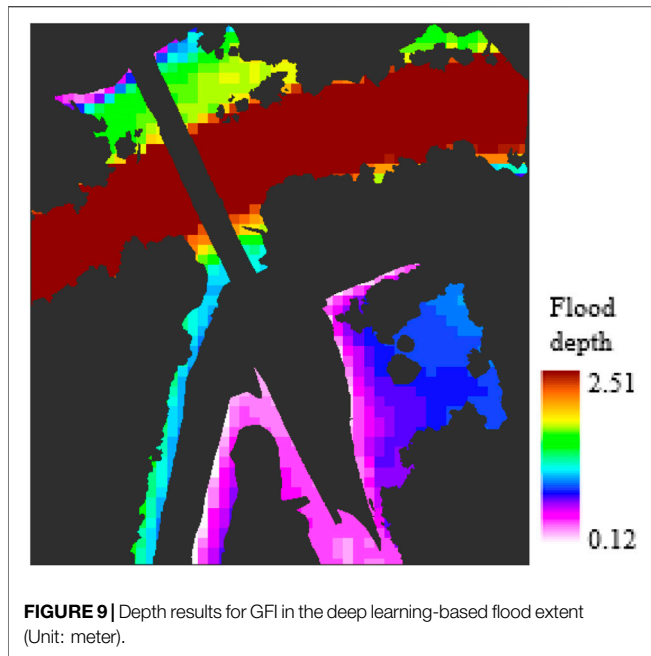 Flood
depth
2.51
0.12
FIGURE 9 | Depth results for GFI in the deep learning-based flood extent
(Unit: meter).